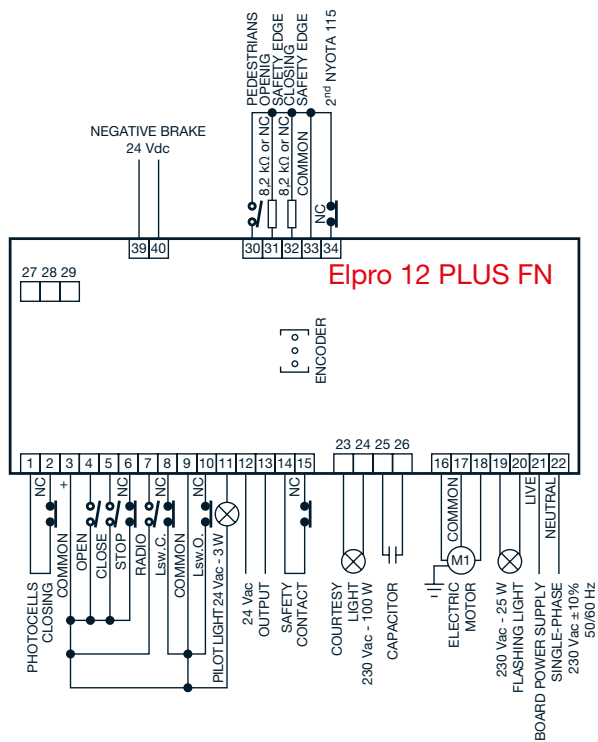 PEDESTRIANS
OPENIG
SAFETY EDGE
CLOSING
SAFETY EDGE
2nd NYOTA 115
NEGATIVE BRAKE
24 Vdc
8,2 kΩ or NC
8,2 kΩ or NC
COMMON
NC
39 40
30 31 32 33 34
Elpro 12 PLUS FN
27 28 29
ENCODER
1 2 3 4 5 6 7 8 9 10 11 12 13 14 15
23 24 25 26
16 17 18 19 20 21 22
PHOTOCELLS
CLOSING
NC
COMMON
+
OPEN
CLOSE
STOP
NC
RADIO
Lsw.C.
NC
COMMON
Lsw.O.
NC
PILOT LIGHT 24 Vac - 3 W
24 Vac
OUTPUT
SAFETY
CONTACT
NC
COURTESY
LIGHT
230 Vac - 100 W
CAPACITOR
COMMON
M1
ELECTRIC
MOTOR
230 Vac - 25 W
FLASHING LIGHT
LIVE
NEUTRAL
BOARD POWER SUPPLY
SINGLE-PHASE
230 Vac ±10%
50/60 Hz